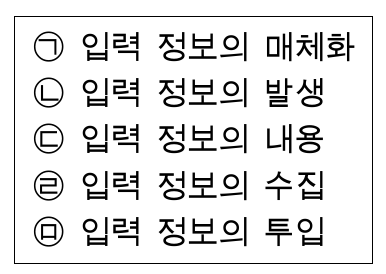 ㉠ 입력 정보의 매체화
㉡ 입력 정보의 발생
㉢ 입력 정보의 내용
㉣ 입력 정보의 수집
㉤ 입력 정보의 투입